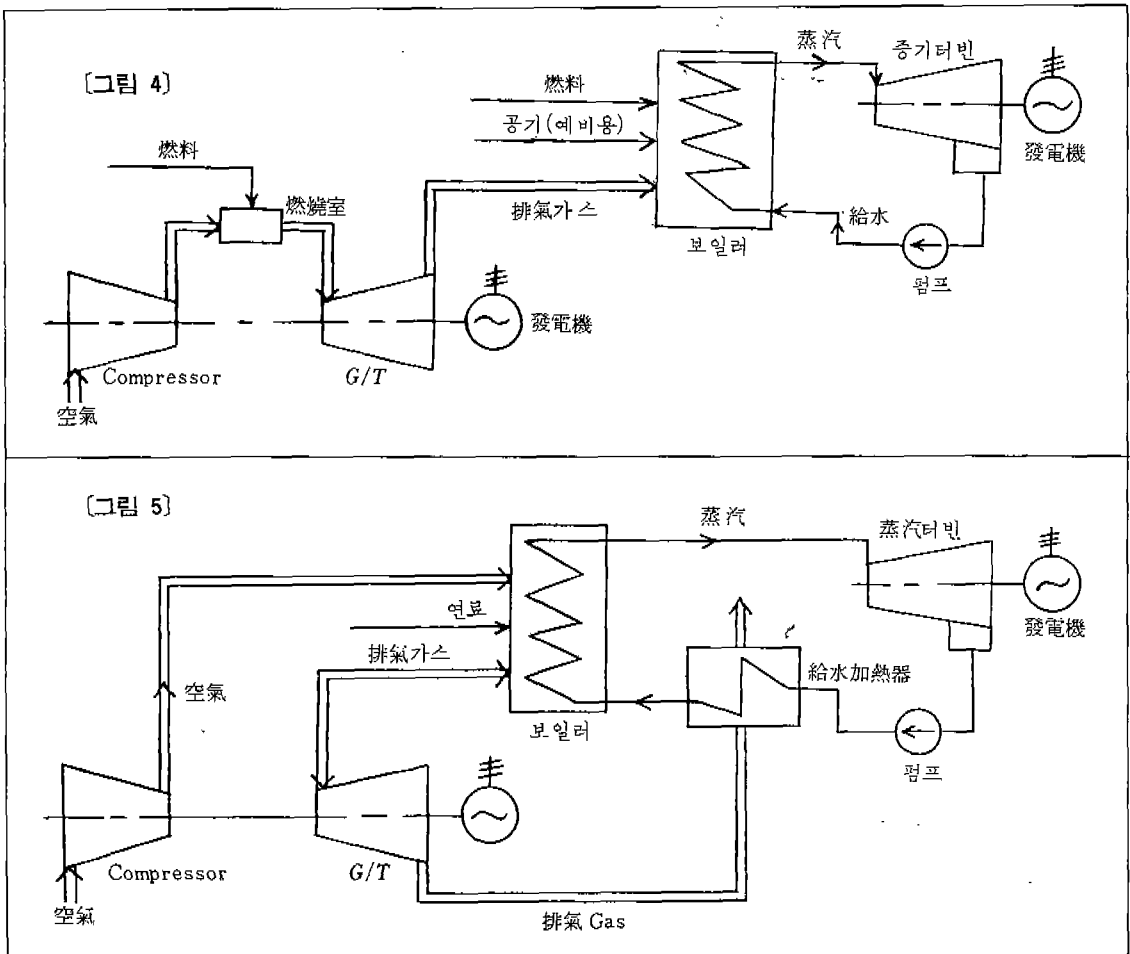 [그림 4]
蒸汽
증기터빈
燃料
공기(예비용)
發電機
燃料
燃燒室
排氣가스
給水
보일러
펌프
發電機
Compressor
G/T
空氣
[그림 5]
蒸汽
蒸汽터빈
연료
發電機
排氣가스
空氣
給水加熱器
보일러
펌프
Compressor
G/T
空氣
排氣 Gas